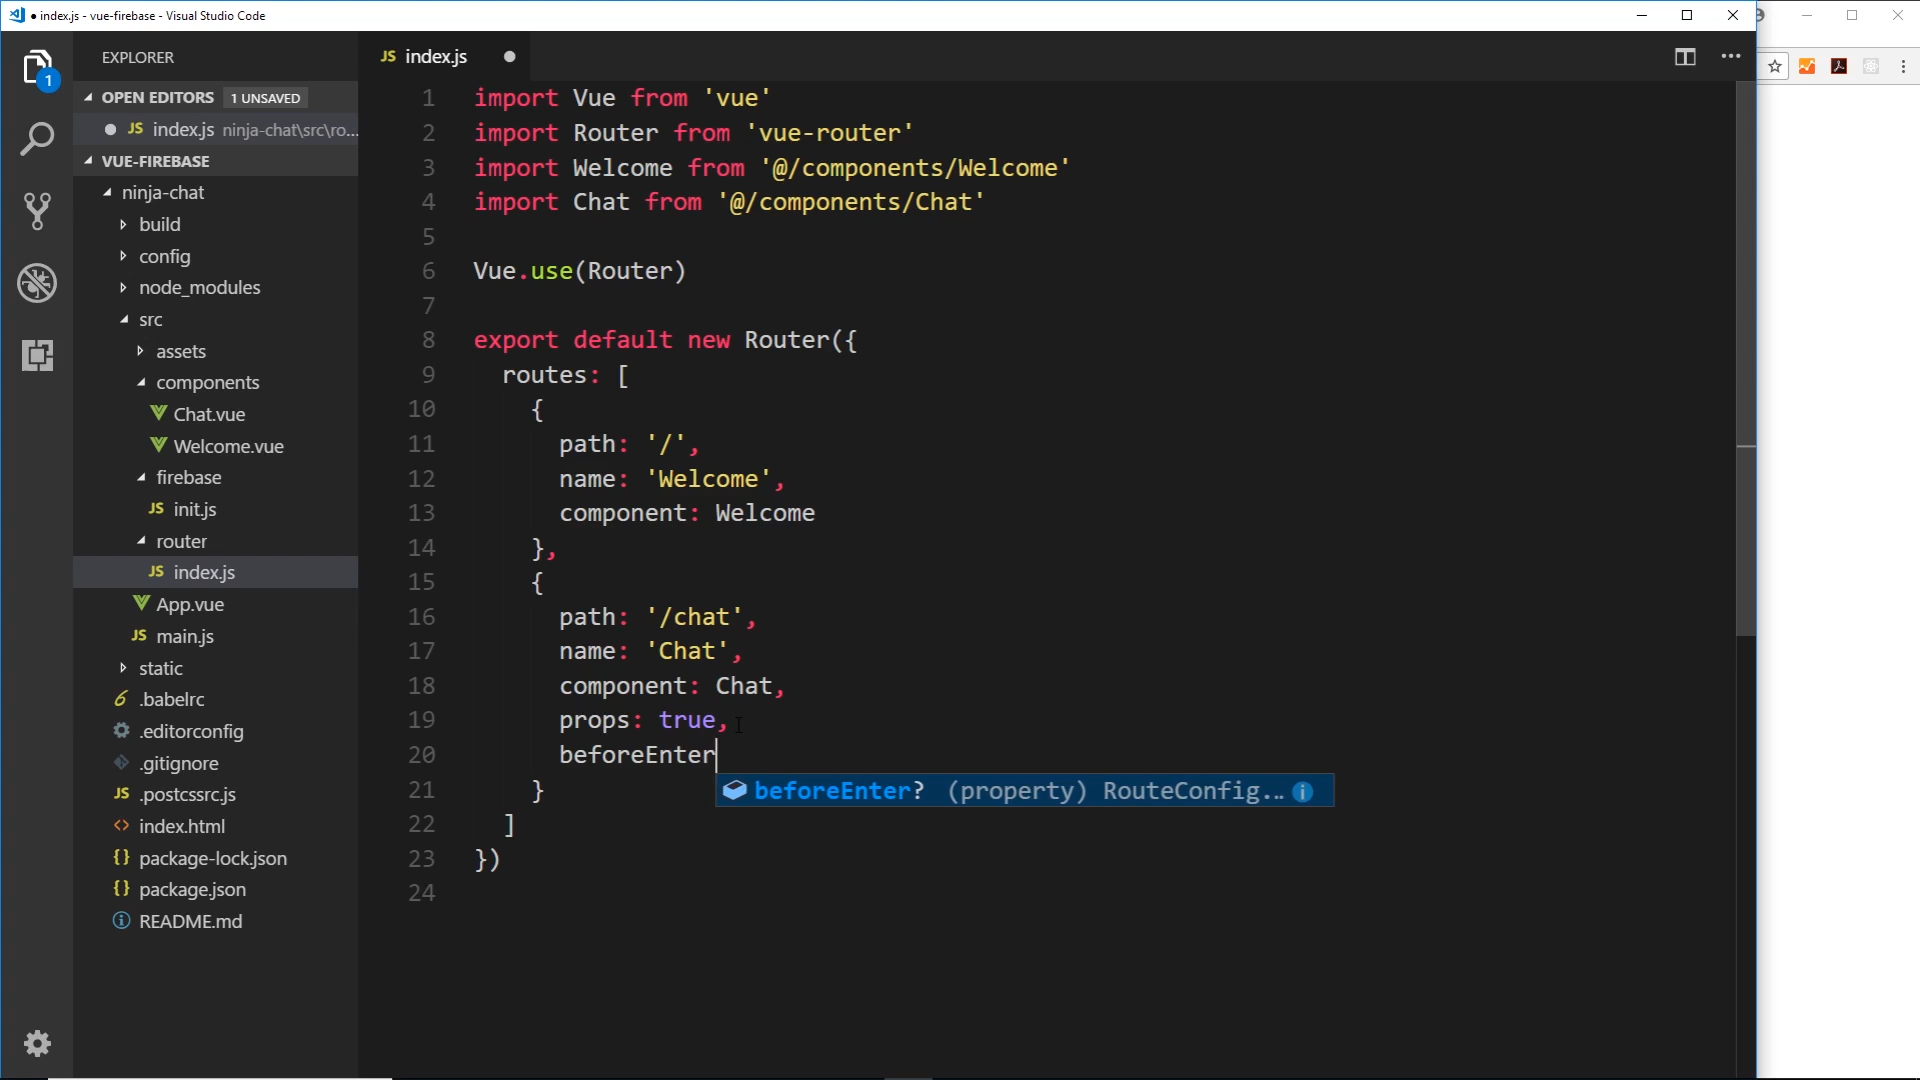 index.js - vue-firebase - Visual Studio Code
EXPLORER
OPEN EDITORS 1 UNSAVED
JS index.js ninja-chat\src\ro...
VUE-FIREBASE
ninja-chat
build
config
node_modules
src
assets
components
Chat.vue
Welcome.vue
firebase
JS init.js
router
JS index.js
App.vue
JS main.js
static
.babelrc
.editorconfig
.gitignore
JS .postcssrc.js
<> index.html
{} package-lock.json
{} package.json
README.md
1
JS index.js
1 import Vue from 'vue'
2 import Router from 'vue-router'
3 import Welcome from '@/components/Welcome'
4 import Chat from '@/components/Chat'
5
6 Vue.use(Router)
7
8 export default new Router({
9 routes: [
10 {
11 path: '/',
12 name: 'Welcome',
13 component: Welcome
14 },
15 {
16 path: '/chat',
17 name: 'Chat',
18 component: Chat,
19 props: true,
20 beforeEnter
21 }
beforeEnter? (property) RouteConfig...
22 ]
23 })
24